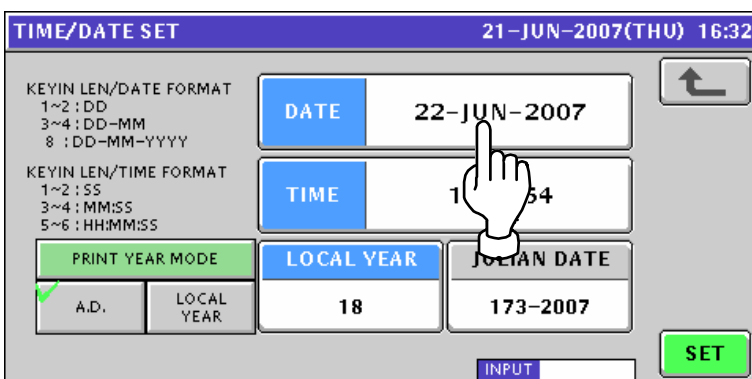 TIME/DATE SET 21-JUN-2007(THU) 16:32
KEYIN LEN/DATE FORMAT
1~2 : DD
3~4 : DD-MM
8 : DD-MM-YYYY
DATE 22-JUN-2007
KEYIN LEN/TIME FORMAT
1~2 : SS
3~4 : MM:SS
5~6 : HH:MM:SS
TIME
PRINT YEAR MODE
A.D.
LOCAL
YEAR
LOCAL YEAR
18
JULIAN DATE
173-2007
SET
INPUT